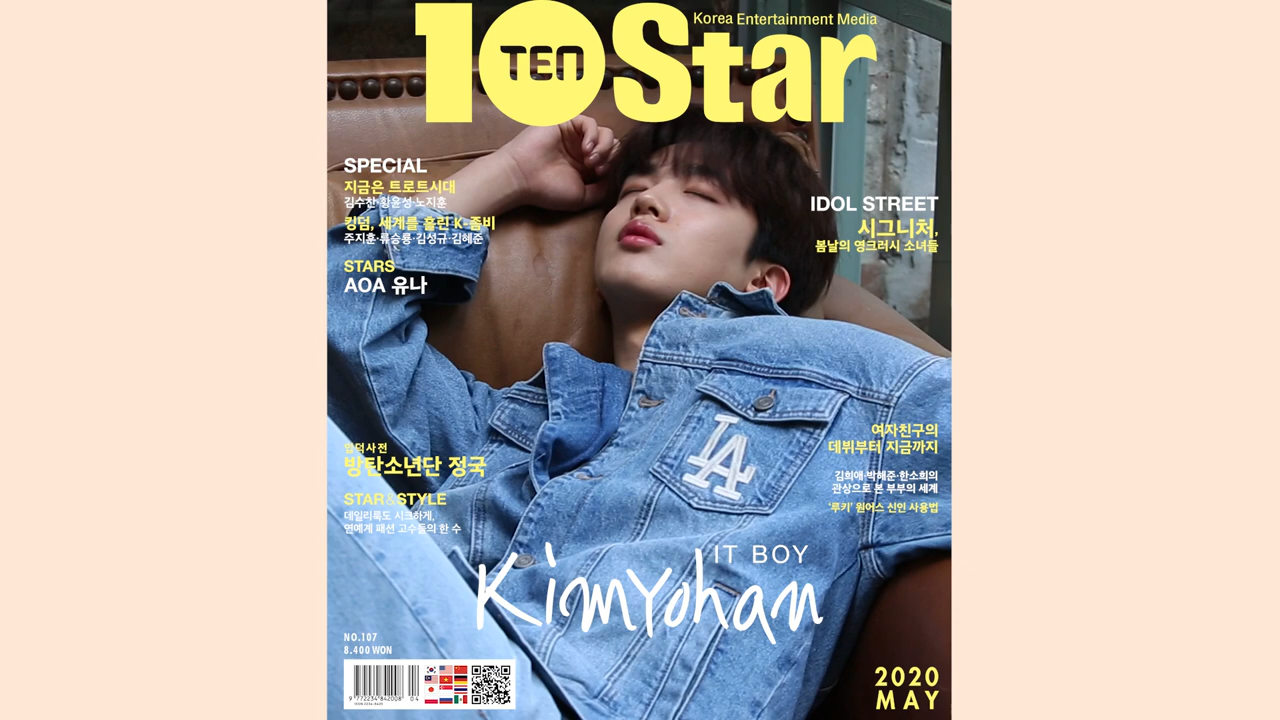 Korea Entertainment Media
10Star
TEN
SPECIAL
지금은 트로트시대
김수찬·황윤성·노지훈
킹덤, 세계를 홀린 K-좀비
주지훈·류승룡·김성규·김혜준
STARS
AOA 유나
IDOL STREET
시그니처,
봄날의 영크러시 소녀들
입덕사전
방탄소년단 정국
STAR&STYLE
데일리룩도 시크하게,
연예계 패션 고수들의 한 수
여자친구의
데뷔부터 지금까지
김희애·박해준·한소희의
관상으로 본 부부의 세계
'루키' 원어스 신인 사용법
IT BOY
Kimyohan
NO.107
8.400 WON
9 772234 842008 04
2020
MAY